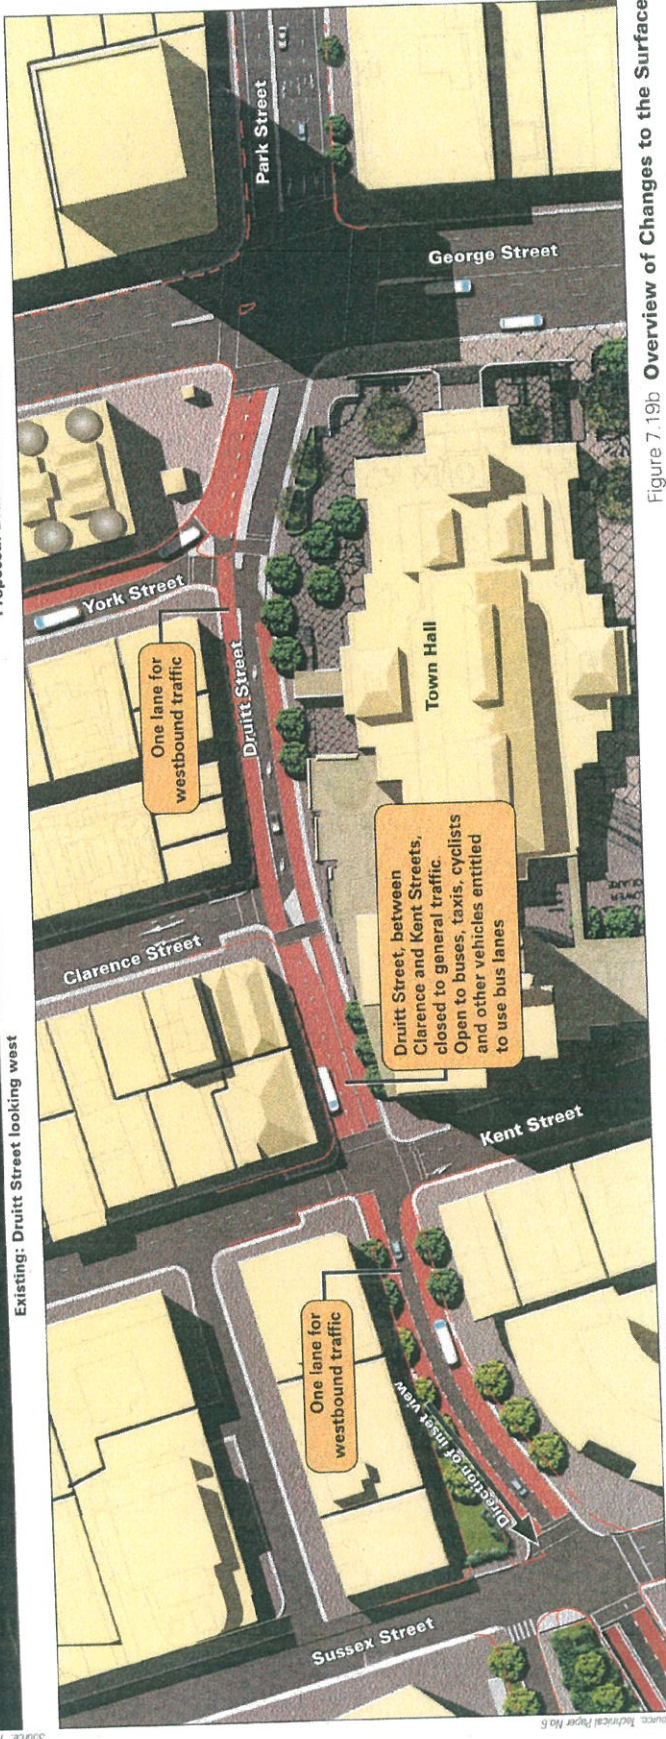 Existing: Druitt Street looking west
Sussex Street
Direction of inset view
One lane for
westbound traffic
Kent Street
Druitt Street, between
Clarence and Kent Streets,
closed to general traffic.
Open to buses, taxis, cyclists
and other vehicles entitled
to use bus lanes
Clarence Street
One lane for
westbound traffic
Druitt Street
York Street
Town Hall
George Street
Park Street
Figure 7.19b Overview of Changes to the Surface
Technical Paper No.6